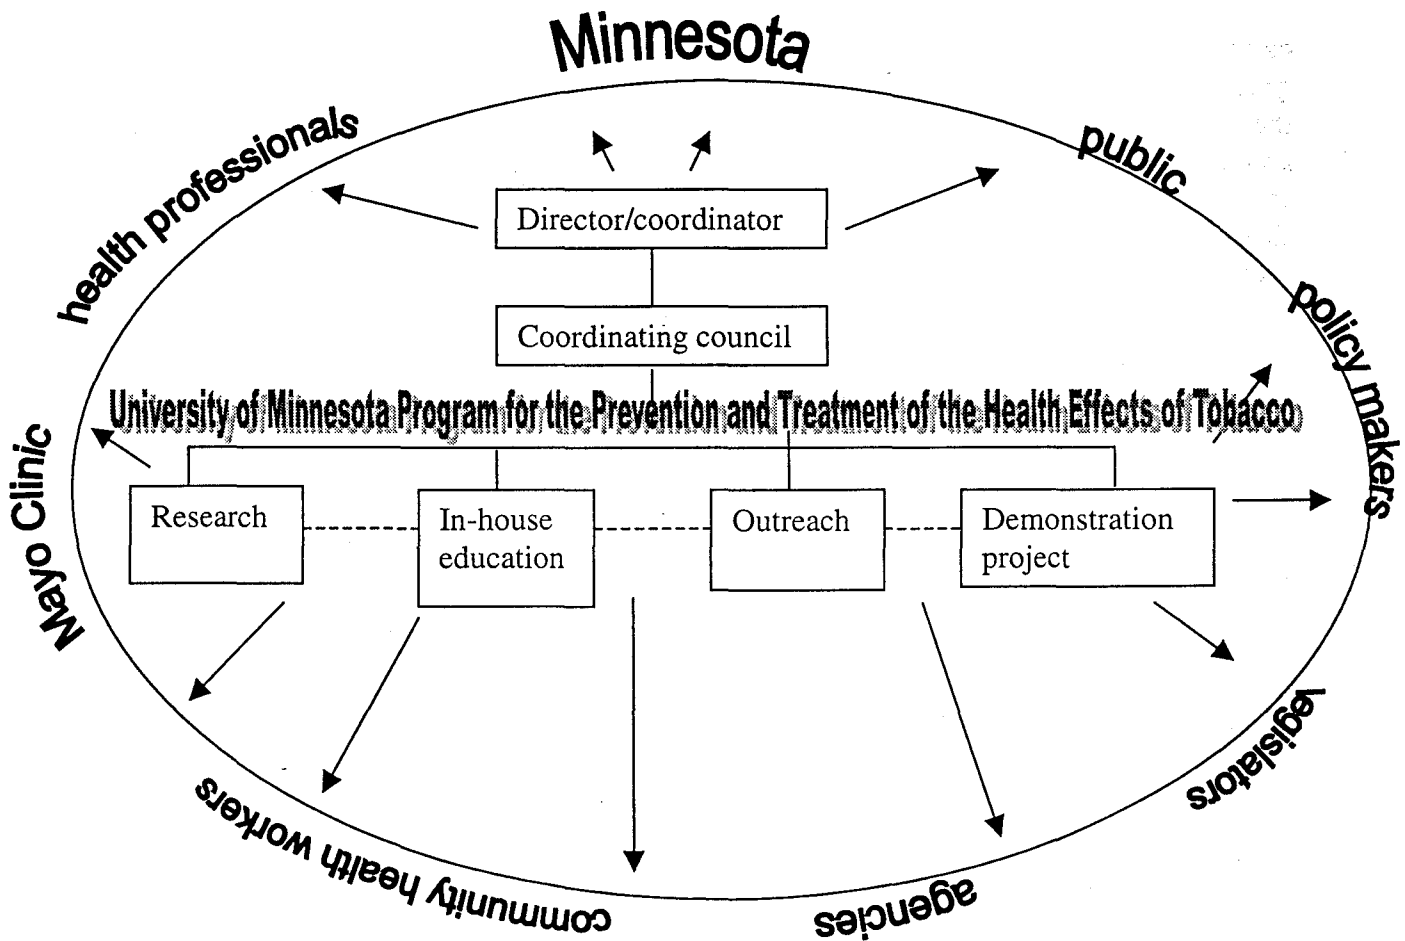 Minnesota
health professionals
public
policy makers
Director/coordinator
Coordinating council
University of Minnesota Program for the Prevention and Treatment of the Health Effects of Tobacco
Mayo Clinic
Research
In-house
education
Outreach
Demonstration
project
legislators
community health workers
agencies